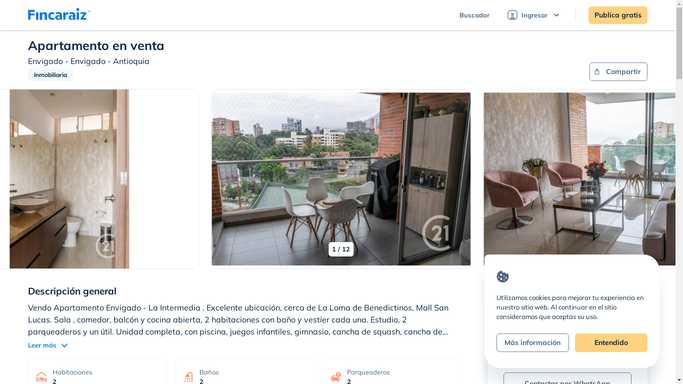 Fincaraiz
Buscador
Ingresar
Publica gratis
Apartamento en venta
Envigado - Envigado - Antioquia
Inmobiliaria
Compartir
C21
1 / 12
Descripción general
Vendo Apartamento Envigado - La Intermedia . Excelente ubicación, cerca de La Loma de Benedictinos, Mall San
Lucas. Sala , comedor, balcón y cocina abierta, 2 habitaciones con baño y vestier cada una. Estudio, 2
parqueaderos y un útil. Unidad completa, con piscina, juegos infantiles, gimnasio, cancha de squash, cancha de...
Leer más
Habitaciones
2
Baños
2
Parqueaderos
2
Utilizamos cookies para mejorar tu experiencia en
nuestro sitio web. Al continuar en el sitio
consideramos que aceptas su uso.
Más información
Entendido
Contactar por WhatsApp